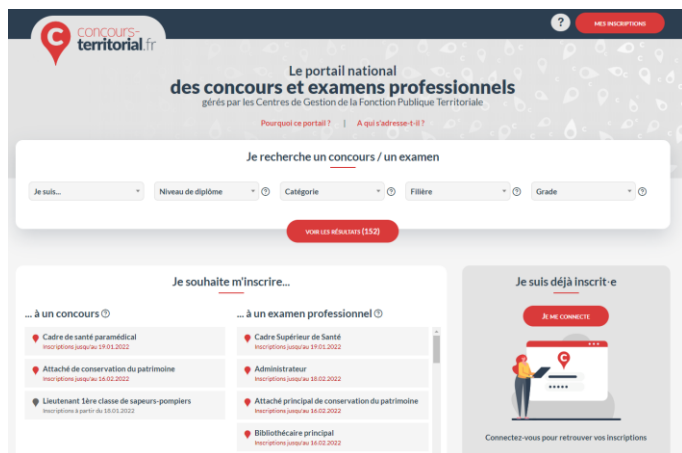 concours-
territorial.fr
?
MES INSCRIPTIONS
Le portail national
des concours et examens professionnels
gérés par les Centres de Gestion de la Fonction Publique Territoriale
Pourquoi ce portail ? | A qui s'adresse-t-il ?
Je recherche un concours / un examen
Je suis... Niveau de diplôme ? Catégorie ? Filière ? Grade ?
VOIR LES RÉSULTATS (152)
Je souhaite m'inscrire...
... à un concours ?
Cadre de santé paramédical
Inscriptions jusqu'au 19.01.2022
Attaché de conservation du patrimoine
Inscriptions jusqu'au 16.02.2022
Lieutenant 1ère classe de sapeurs-pompiers
Inscriptions à partir du 18.01.2022
... à un examen professionnel ?
Cadre Supérieur de Santé
Inscriptions jusqu'au 19.01.2022
Administrateur
Inscriptions jusqu'au 18.02.2022
Attaché principal de conservation du patrimoine
Inscriptions jusqu'au 16.02.2022
Bibliothécaire principal
Inscriptions jusqu'au 16.02.2022
Je suis déjà inscrit·e
JE ME CONNECTE
Connectez-vous pour retrouver vos inscriptions